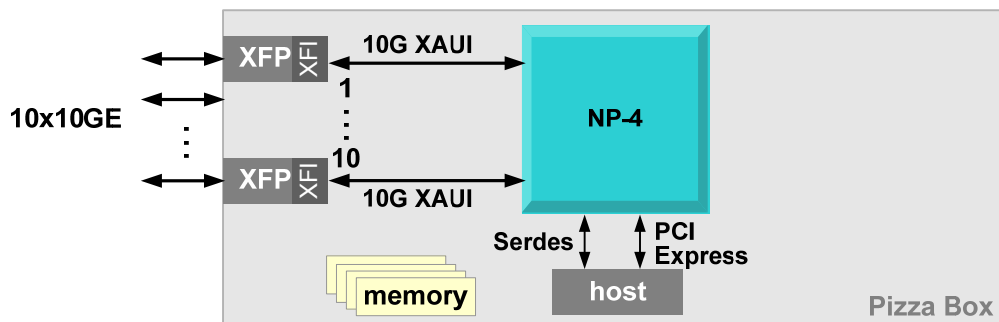 10G XAUI
XFP XFI
1
NP-4
10x10GE
10
XFP XFI
10G XAUI
Serdes
PCI
Express
memory
host
Pizza Box